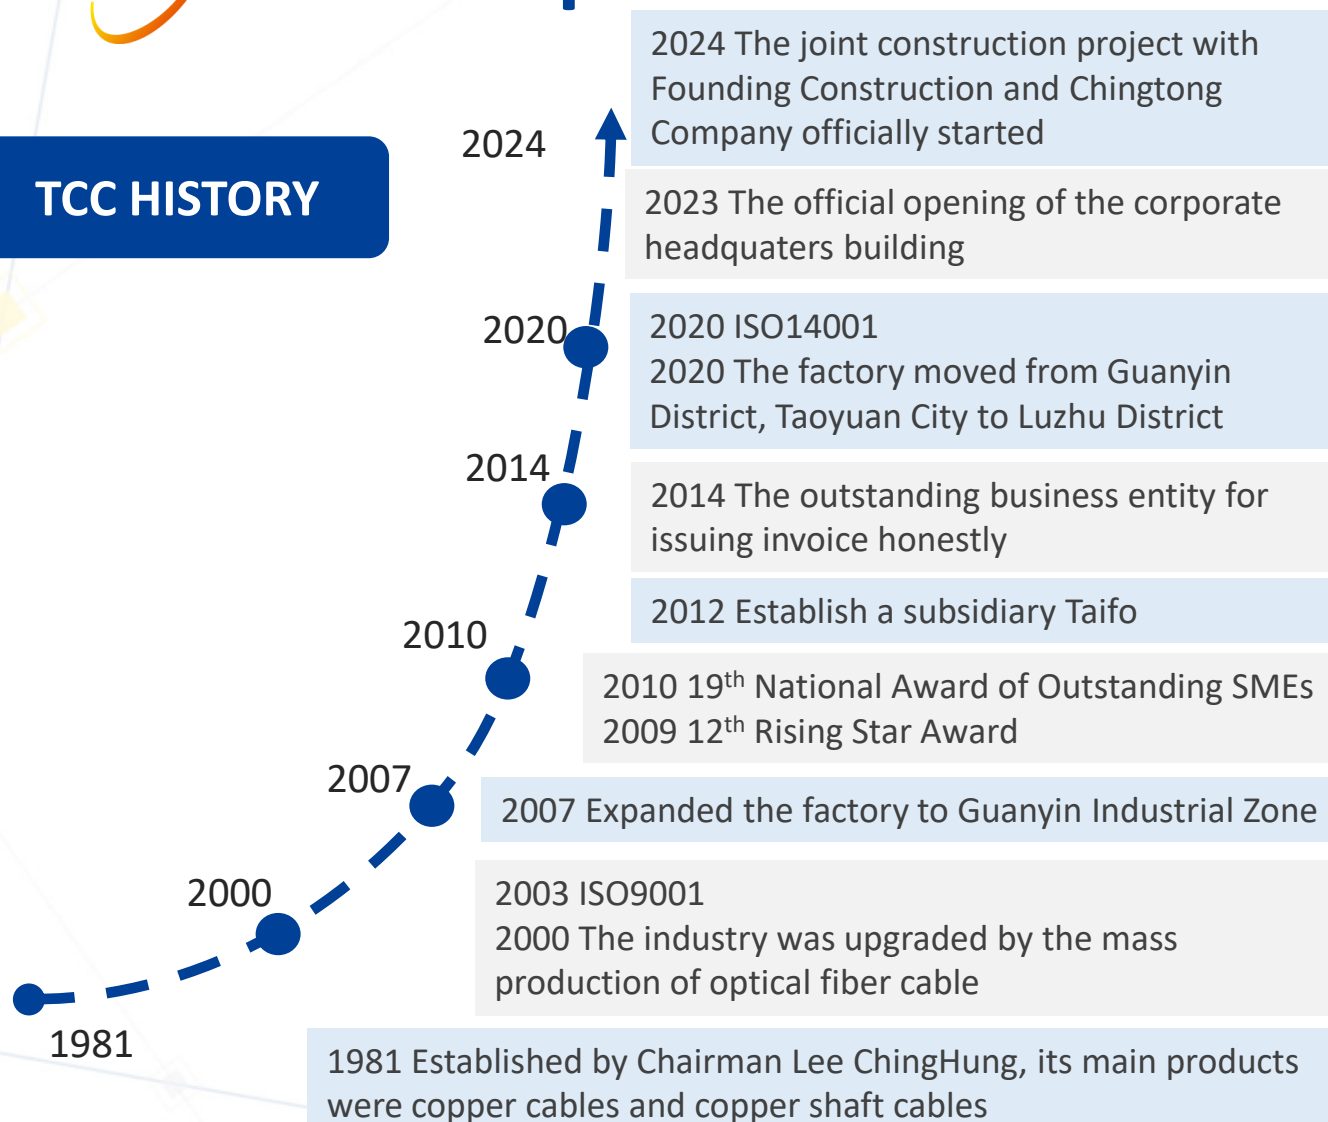 TCC HISTORY
2024
2024 The joint construction project with
Founding Construction and Chingtong
Company officially started
2023 The official opening of the corporate
headquaters building
2020
2020 ISO14001
2020 The factory moved from Guanyin
District, Taoyuan City to Luzhu District
2014
2014 The outstanding business entity for
issuing invoice honestly
2012 Establish a subsidiary Taifo
2010
2010 19th National Award of Outstanding SMEs
2009 12th Rising Star Award
2007
2007 Expanded the factory to Guanyin Industrial Zone
2000
2003 ISO9001
2000 The industry was upgraded by the mass
production of optical fiber cable
1981
1981 Established by Chairman Lee ChingHung, its main products
were copper cables and copper shaft cables